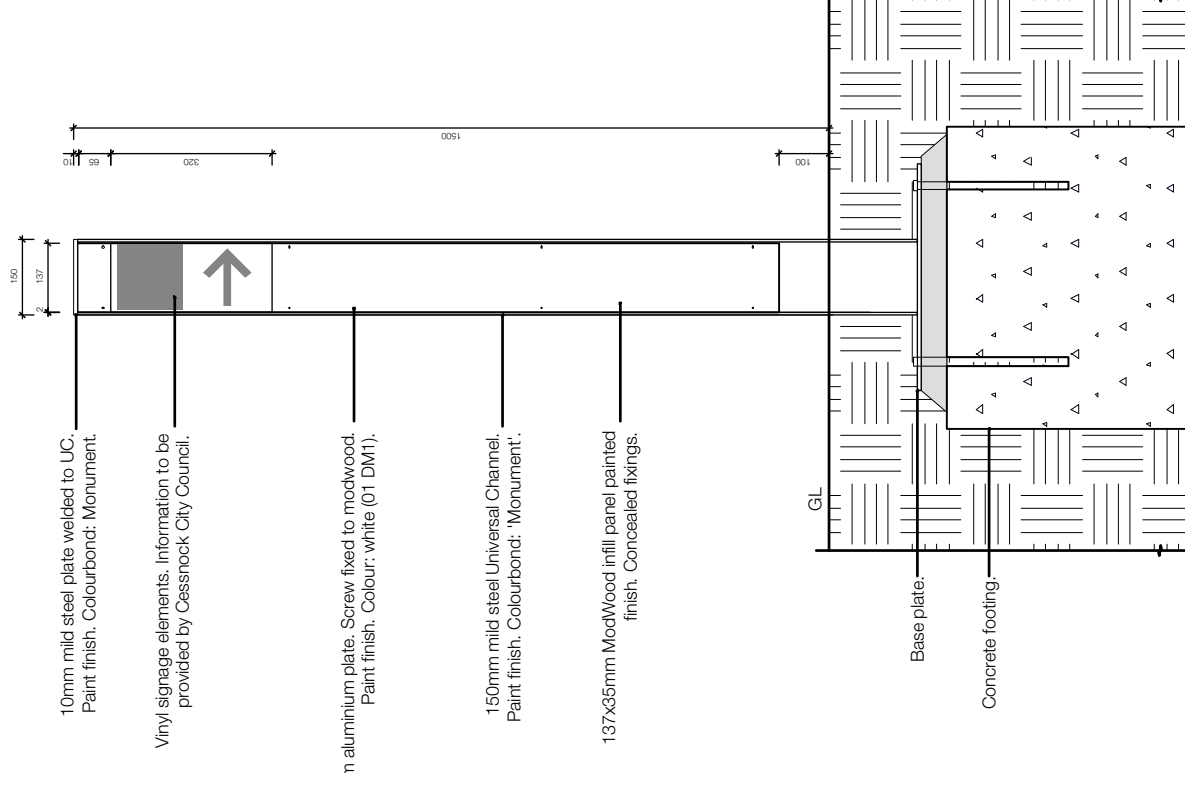 150
137
2
10
65
320
1500
100
10mm mild steel plate welded to UC.
Paint finish. Colourbond: Monument.
Vinyl signage elements. Information to be
provided by Cessnock City Council.
aluminium plate. Screw fixed to modwood.
Paint finish. Colour: white (01 DM1).
150mm mild steel Universal Channel.
Paint finish. Colourbond: 'Monument'.
137x35mm ModWood infill panel painted
finish. Concealed fixings.
GL
Base plate.
Concrete footing.